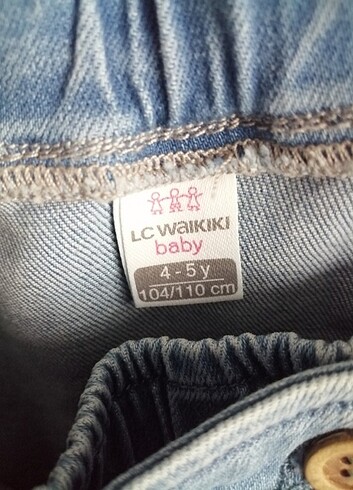 LC WAIKIKI
baby
4 - 5 y
104/110 cm